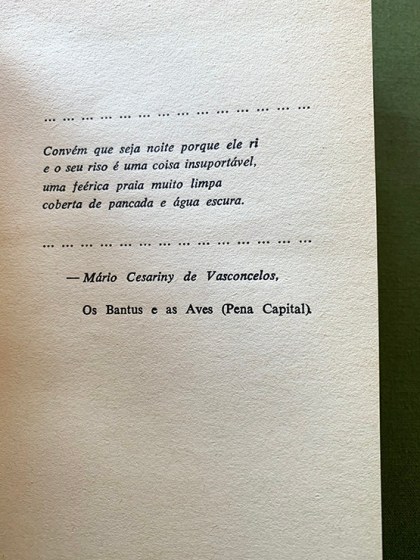 ... ... ... ... ... ... ... ... ... ... ... ... ... ...
Convém que seja noite porque ele ri
e o seu riso é uma coisa insuportável,
uma feérica praia muito limpa
coberta de pancada e água escura.
... ... ... ... ... ... ... ... ... ... ... ... ... ...
— Mário Cesariny de Vasconcelos,
Os Bantus e as Aves (Pena Capital).